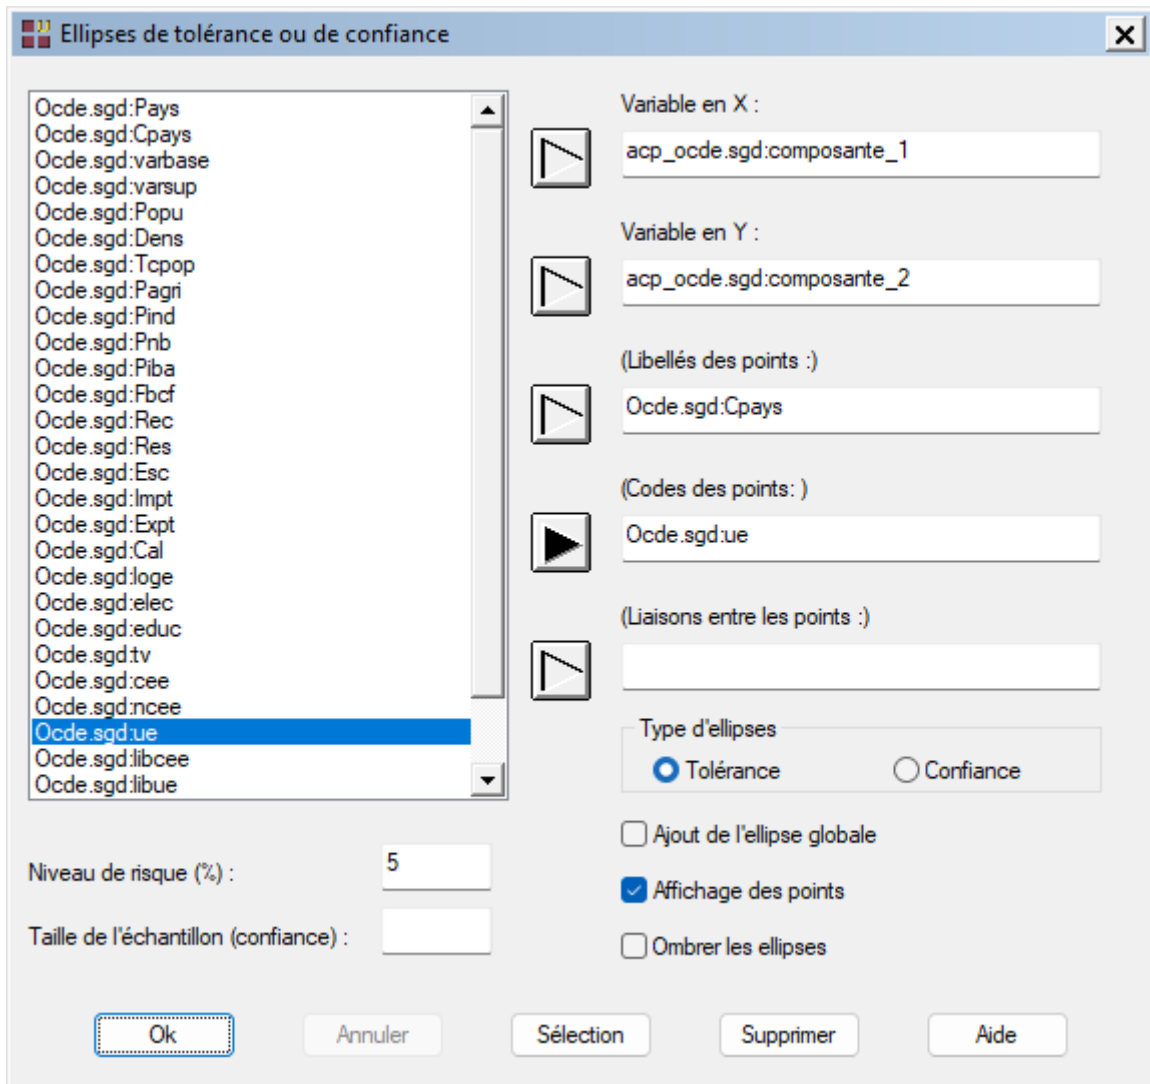 Ellipses de tolérance ou de confiance
Ocde.sgd:Pays
Ocde.sgd:Cpays
Ocde.sgd:varbase
Ocde.sgd:varsup
Ocde.sgd:Popu
Ocde.sgd:Dens
Ocde.sgd:Tcpop
Ocde.sgd:Pagri
Ocde.sgd:Pind
Ocde.sgd:Pnb
Ocde.sgd:Piba
Ocde.sgd:Fbcf
Ocde.sgd:Rec
Ocde.sgd:Res
Ocde.sgd:Esc
Ocde.sgd:Impt
Ocde.sgd:Expt
Ocde.sgd:Cal
Ocde.sgd:loge
Ocde.sgd:elec
Ocde.sgd:educ
Ocde.sgd:tv
Ocde.sgd:cee
Ocde.sgd:ncee
Ocde.sgd:ue
Ocde.sgd:libcee
Ocde.sgd:libue
Variable en X :
acp_ocde.sgd:composante_1
Variable en Y :
acp_ocde.sgd:composante_2
(Libellés des points :)
Ocde.sgd:Cpays
(Codes des points: )
Ocde.sgd:ue
(Liaisons entre les points :)
Type d'ellipses
Tolérance Confiance
Ajout de l'ellipse globale
Affichage des points
Ombrer les ellipses
Niveau de risque (%) : 5
Taille de l'échantillon (confiance) :
Ok Annuler Sélection Supprimer Aide